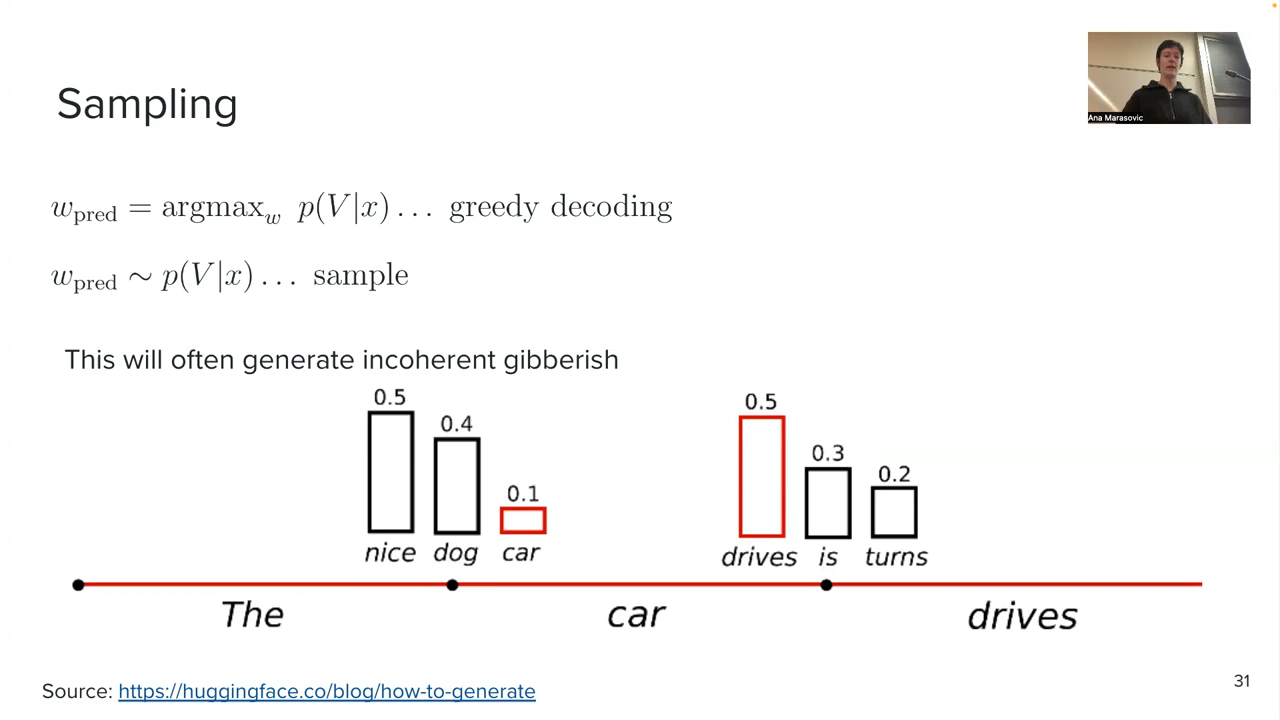 Ana Marasovic
Sampling
w_pred = argmax_w p(V|x) … greedy decoding
w_pred ∼ p(V|x) … sample
This will often generate incoherent gibberish
0.5 0.4 0.1 0.5 0.3 0.2
nice dog car drives is turns
The car drives
Source: https://huggingface.co/blog/how-to-generate
31